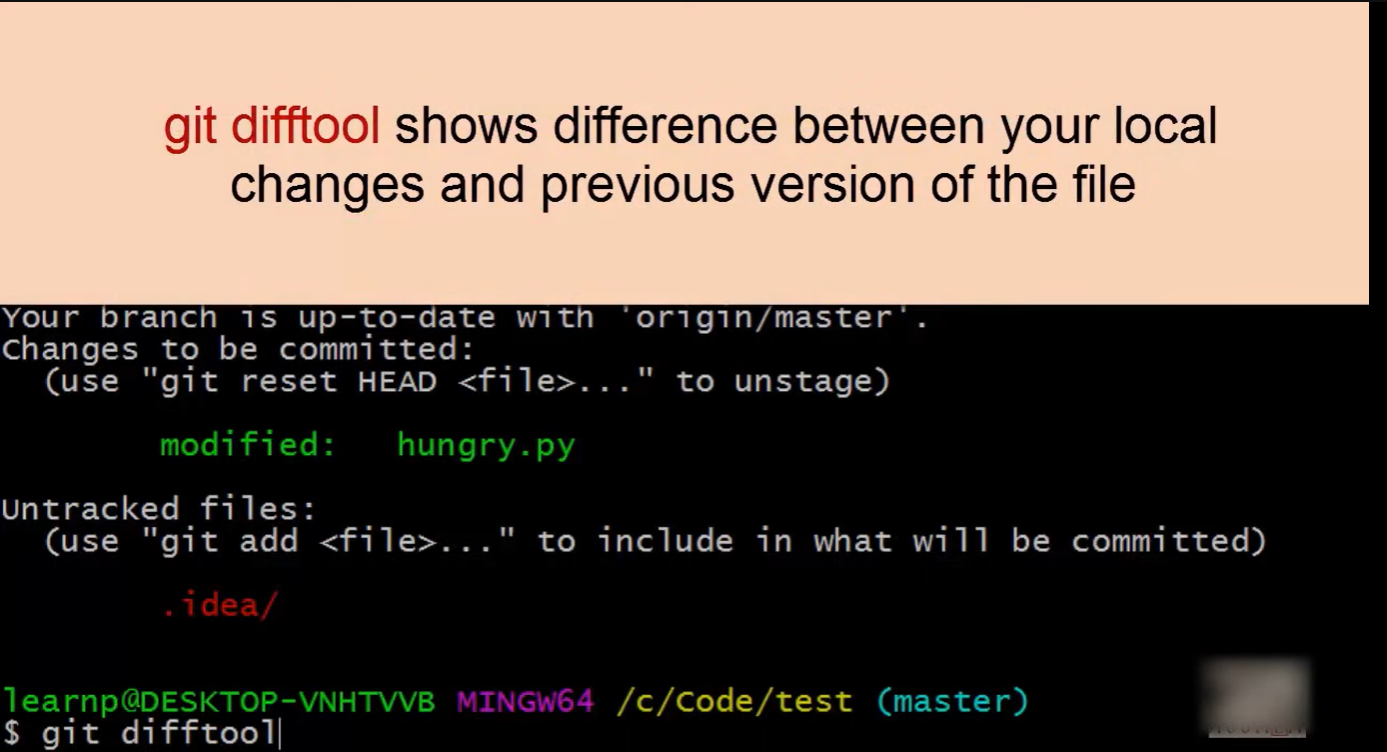 git difftool shows difference between your local
changes and previous version of the file
Your branch is up-to-date with 'origin/master'.
Changes to be committed:
  (use "git reset HEAD <file>..." to unstage)
        modified:   hungry.py
Untracked files:
  (use "git add <file>..." to include in what will be committed)
        .idea/
learnp@DESKTOP-VNHTVVB MINGW64 /c/Code/test (master)
$ git difftool